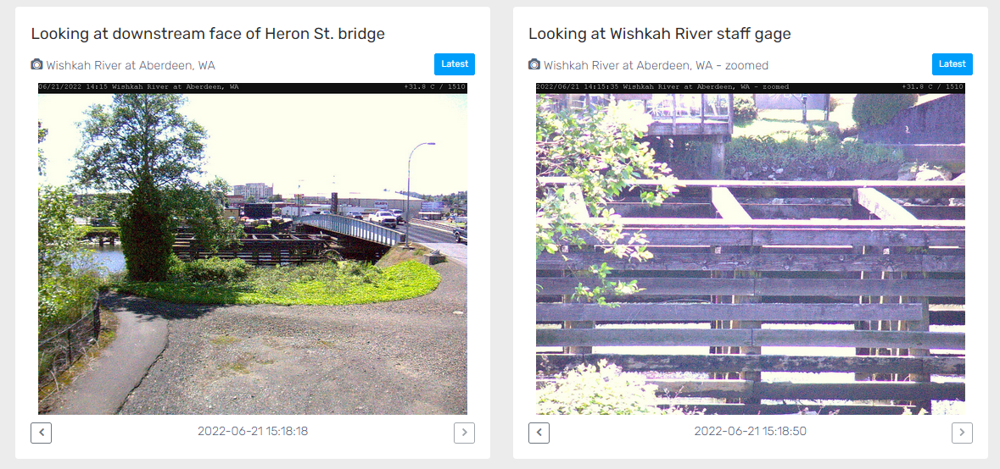 Looking at downstream face of Heron St. bridge
Wishkah River at Aberdeen, WA
Latest
06/21/2022 14:15 Wishkah River at Aberdeen, WA +31.8 C / 1510
2022-06-21 15:18:18
Looking at Wishkah River staff gage
Wishkah River at Aberdeen, WA - zoomed
Latest
2022/06/21 14:15:35 Wishkah River at Aberdeen, WA - zoomed +31.8 C / 1510
2022-06-21 15:18:50